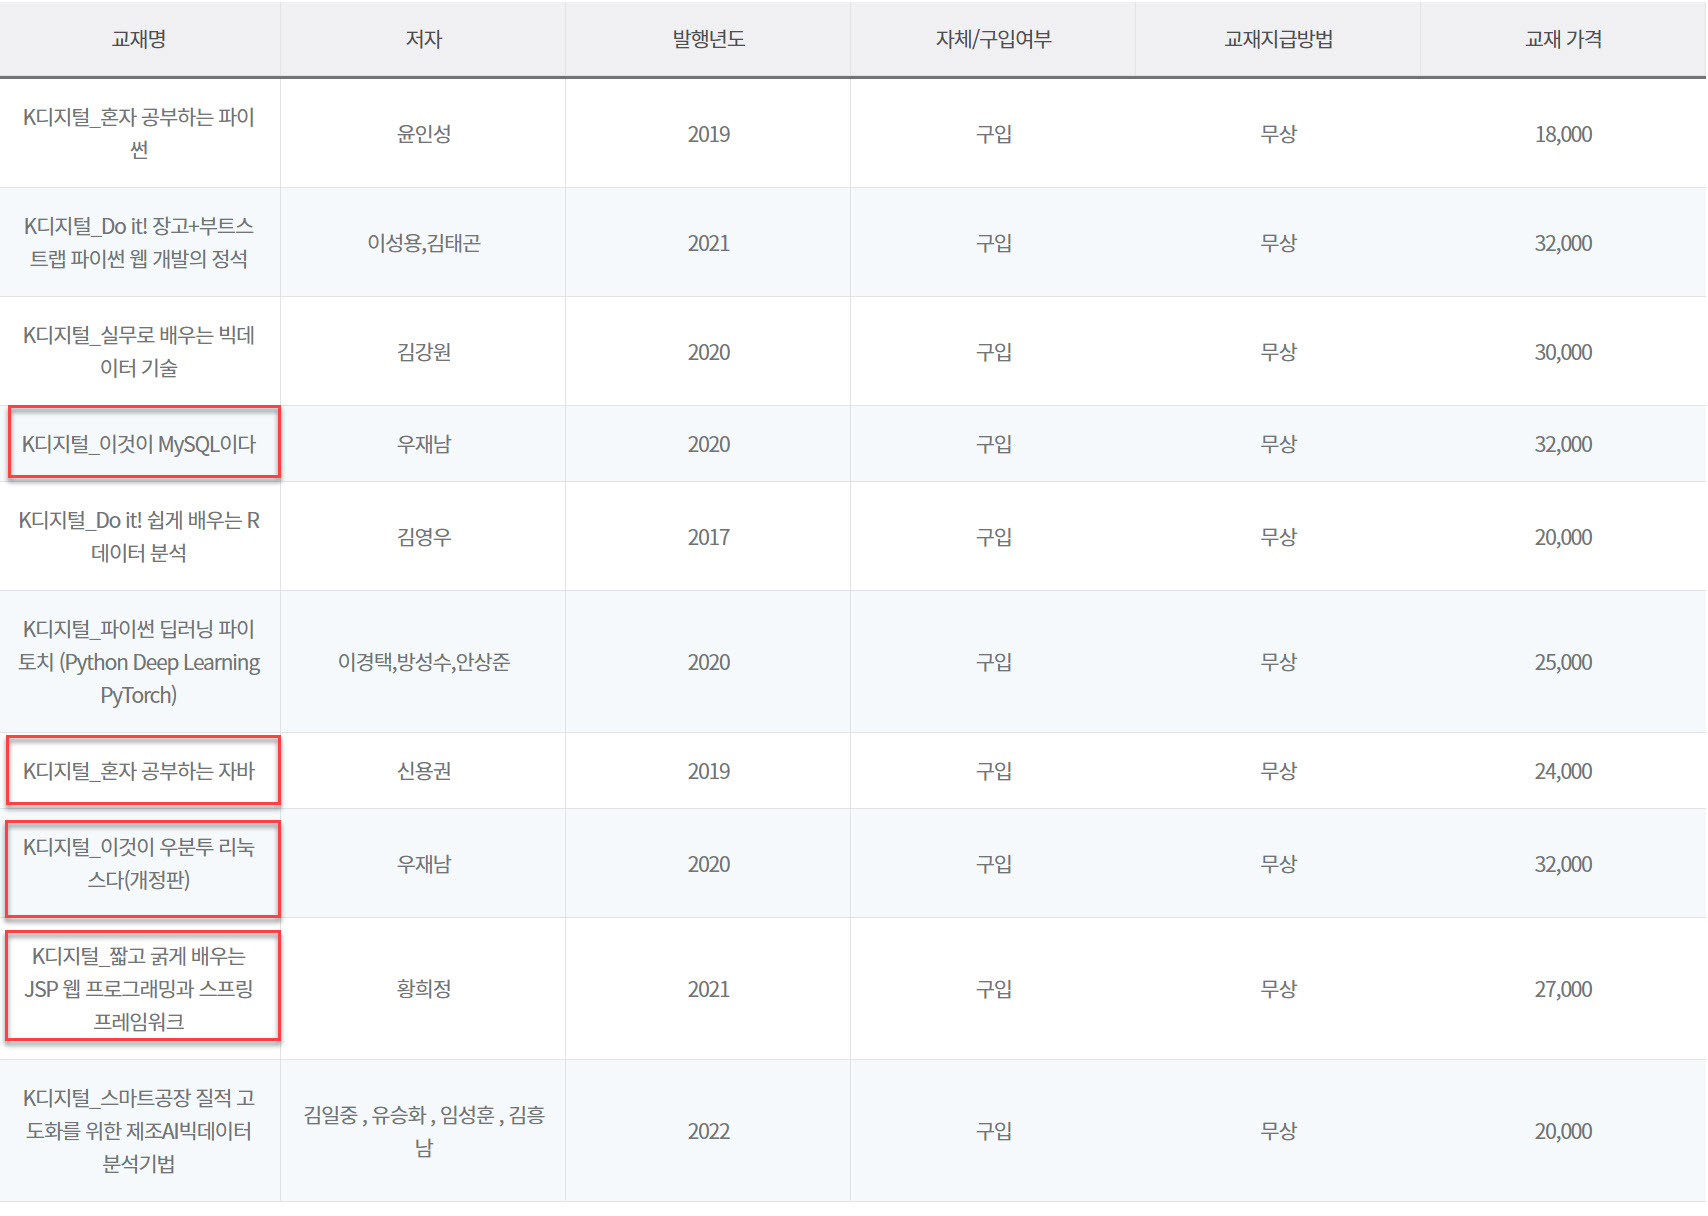 교재명 저자 발행년도 자체/구입여부 교재지급방법 교재 가격
K디지털_혼자 공부하는 파이
썬
윤인성 2019 구입 무상 18,000
K디지털_Do it! 장고+부트스
트랩 파이썬 웹 개발의 정석
이성용,김태곤 2021 구입 무상 32,000
K디지털_실무로 배우는 빅데
이터 기술
김강원 2020 구입 무상 30,000
K디지털_이것이 MySQL이다 우재남 2020 구입 무상 32,000
K디지털_Do it! 쉽게 배우는 R
데이터 분석
김영우 2017 구입 무상 20,000
K디지털_파이썬 딥러닝 파이
토치 (Python Deep Learning
PyTorch)
이경택,방성수,안상준 2020 구입 무상 25,000
K디지털_혼자 공부하는 자바 신용권 2019 구입 무상 24,000
K디지털_이것이 우분투 리눅
스다(개정판)
우재남 2020 구입 무상 32,000
K디지털_짧고 굵게 배우는
JSP 웹 프로그래밍과 스프링
프레임워크
황희정 2021 구입 무상 27,000
K디지털_스마트공장 질적 고
도화를 위한 제조AI빅데이터
분석기법
김일중 , 유승화 , 임성훈 , 김흥
남
2022 구입 무상 20,000